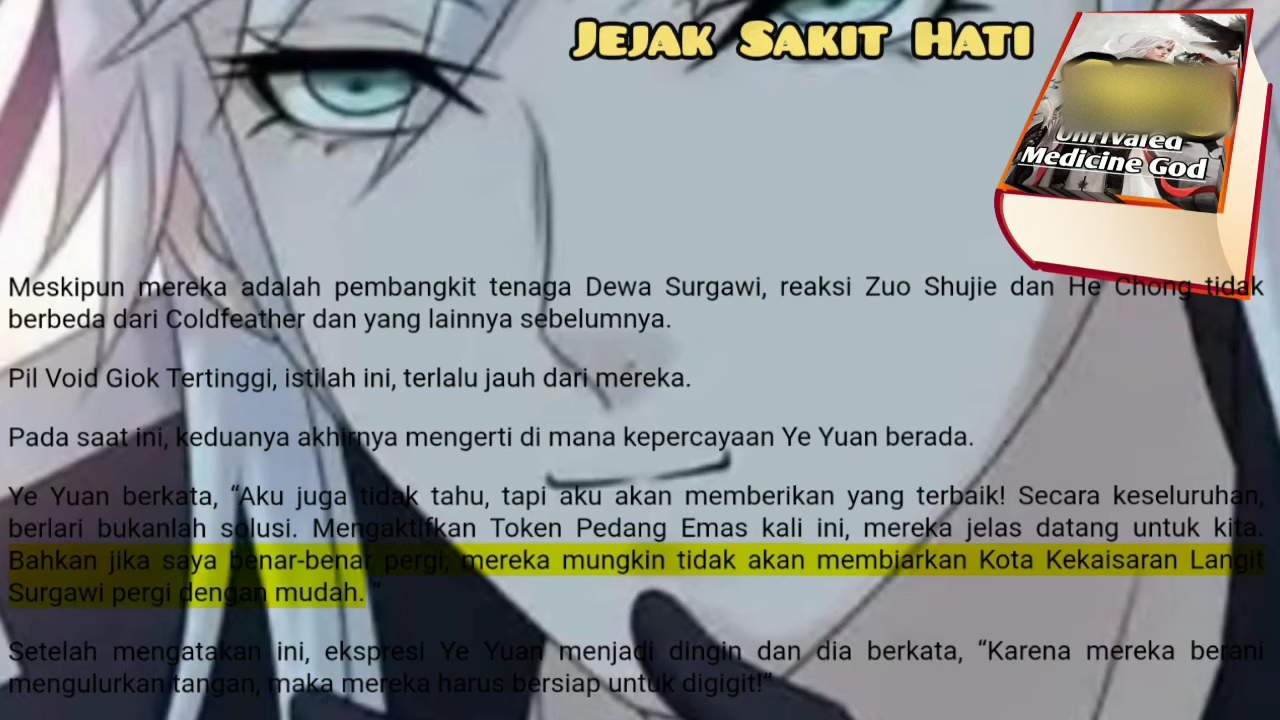 Jejak Sakit Hati
Unrivaled
Medicine God
Meskipun mereka adalah pembangkit tenaga Dewa Surgawi, reaksi Zuo Shujie dan He Chong tidak
berbeda dari Coldfeather dan yang lainnya sebelumnya.
Pil Void Giok Tertinggi, istilah ini, terlalu jauh dari mereka.
Pada saat ini, keduanya akhirnya mengerti di mana kepercayaan Ye Yuan berada.
Ye Yuan berkata, “Aku juga tidak tahu, tapi aku akan memberikan yang terbaik! Secara keseluruhan,
berlari bukanlah solusi. Mengaktifkan Token Pedang Emas kali ini, mereka jelas datang untuk kita.
Bahkan jika saya benar-benar pergi, mereka mungkin tidak akan membiarkan Kota Kekaisaran Langit
Surgawi pergi dengan mudah. ”
Setelah mengatakan ini, ekspresi Ye Yuan menjadi dingin dan dia berkata, “Karena mereka berani
mengulurkan tangan, maka mereka harus bersiap untuk digigit!”